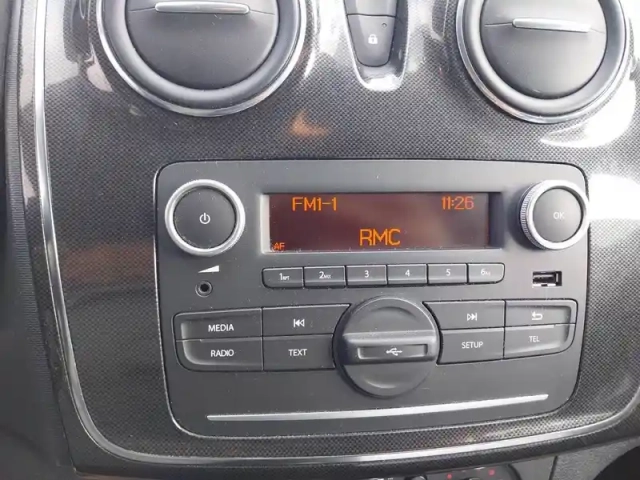 FM1-1 11:26
RMC
AF
OK
1 2 3 4 5 6
MEDIA
RADIO TEXT SETUP TEL